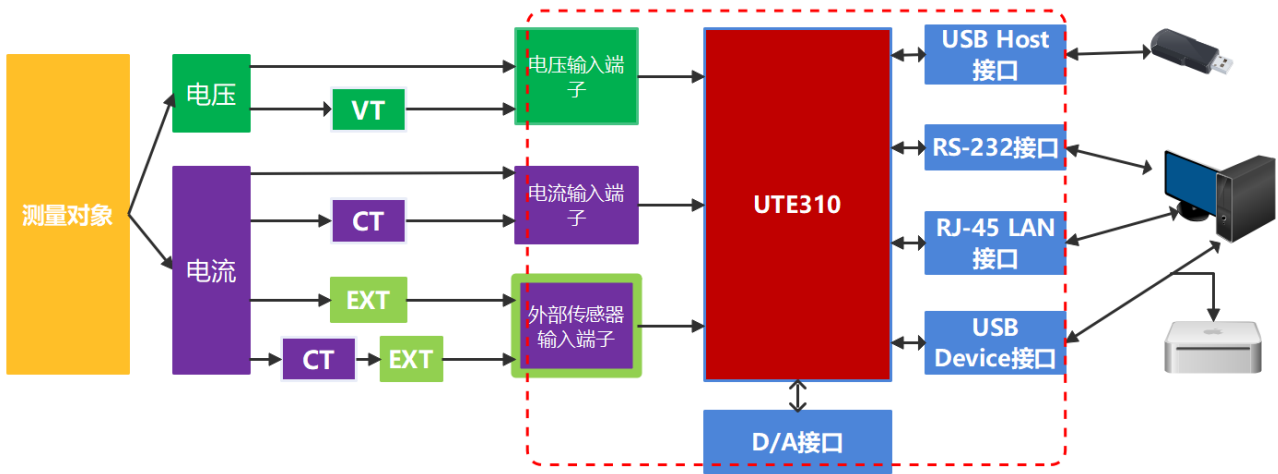 测量对象
电压
VT
电流
CT
EXT
CT
EXT
电压输入端
子
电流输入端
子
外部传感器
输入端子
UTE310
D/A接口
USB Host
接口
RS-232接口
RJ-45 LAN
接口
USB
Device接口